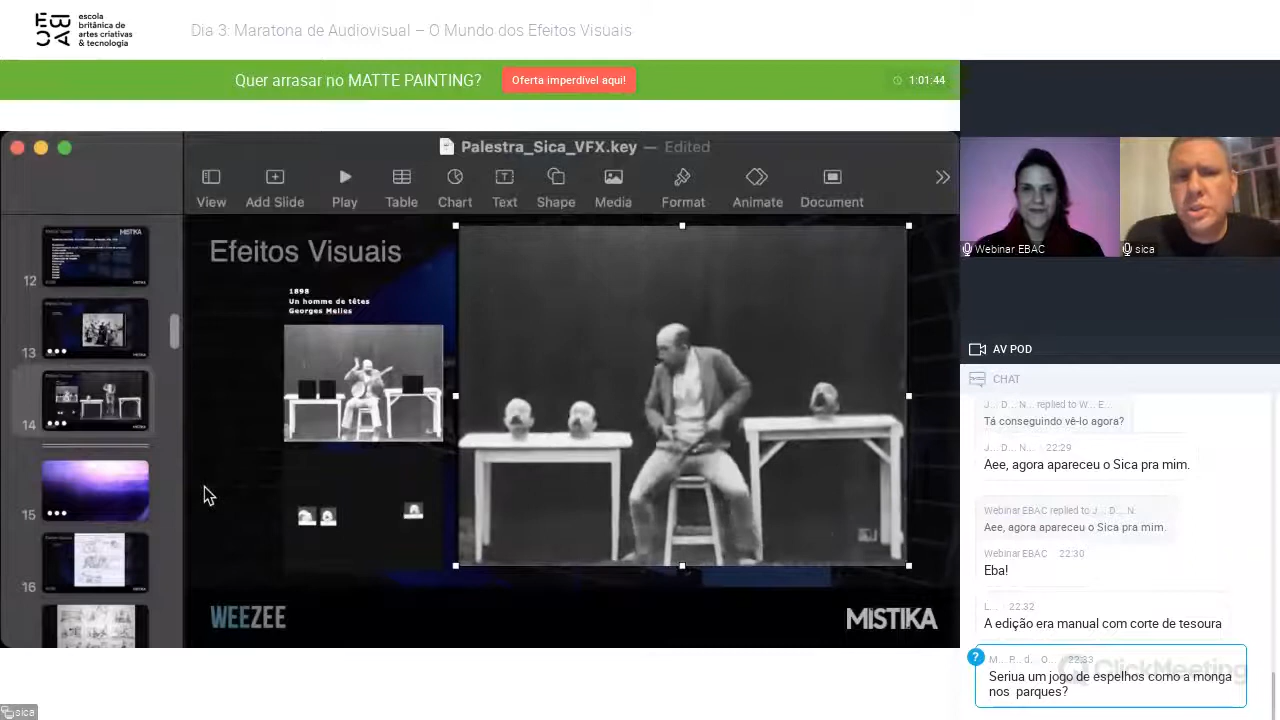 EBAC
escola
britânica de
artes criativas
& tecnologia
Dia 3: Maratona de Audiovisual – O Mundo dos Efeitos Visuais
Quer arrasar no MATTE PAINTING?
Oferta imperdível aqui!
1:01:44
Palestra_Sica_VFX.key — Edited
View
Add Slide
Play
Table
Chart
Text
Shape
Media
Format
Animate
Document
12
13
14
15
16
MISTIKA
Efeitos Visuais
1898
Un homme de têtes
Georges Melies
WEEZEE
MISTIKA
sica
Webinar EBAC
sica
AV POD
CHAT
J... D... N... replied to W... E...
Tá conseguindo vê-lo agora?
J... D... N... 22:29
Aee, agora apareceu o Sica pra mim.
Webinar EBAC replied to J... D... N.
Aee, agora apareceu o Sica pra mim.
Webinar EBAC 22:30
Eba!
L... 22:32
A edição era manual com corte de tesoura
?
M... P... d. O... 22:33
Seriua um jogo de espelhos como a monga
nos parques?
ClickMeeting